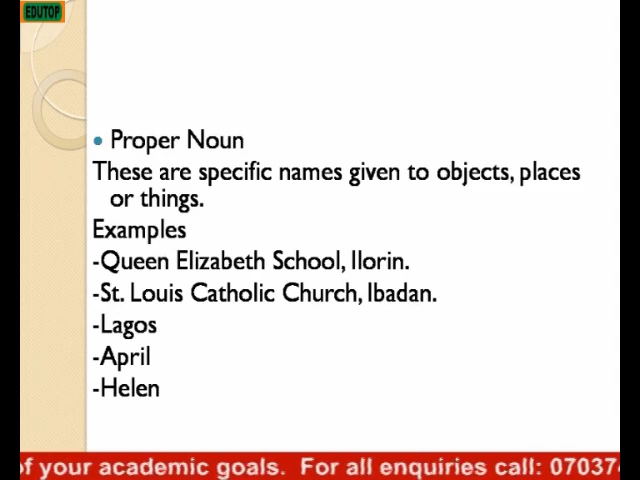 EDUTOP
• Proper Noun
These are specific names given to objects, places
or things.
Examples
-Queen Elizabeth School, Ilorin.
-St. Louis Catholic Church, Ibadan.
-Lagos
-April
-Helen
of your academic goals. For all enquiries call: 07037